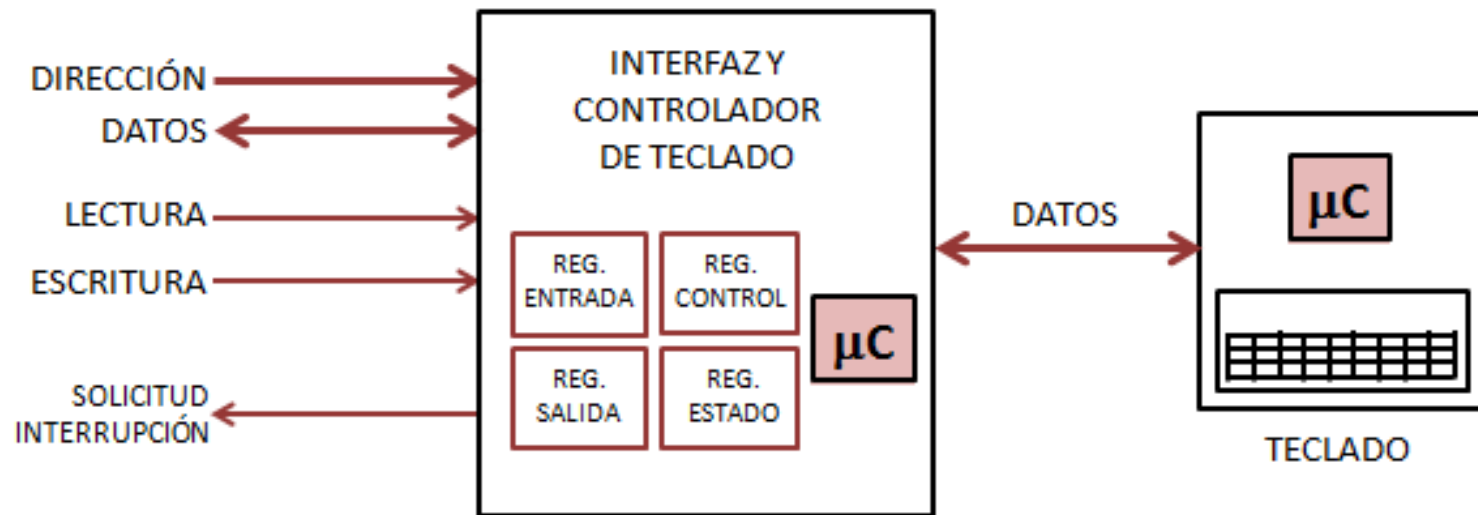 DIRECCIÓN
DATOS
LECTURA
ESCRITURA
SOLICITUD
INTERRUPCIÓN
INTERFAZ Y
CONTROLADOR
DE TECLADO
REG.
ENTRADA
REG.
CONTROL
REG.
SALIDA
REG.
ESTADO
μC
DATOS
μC
TECLADO